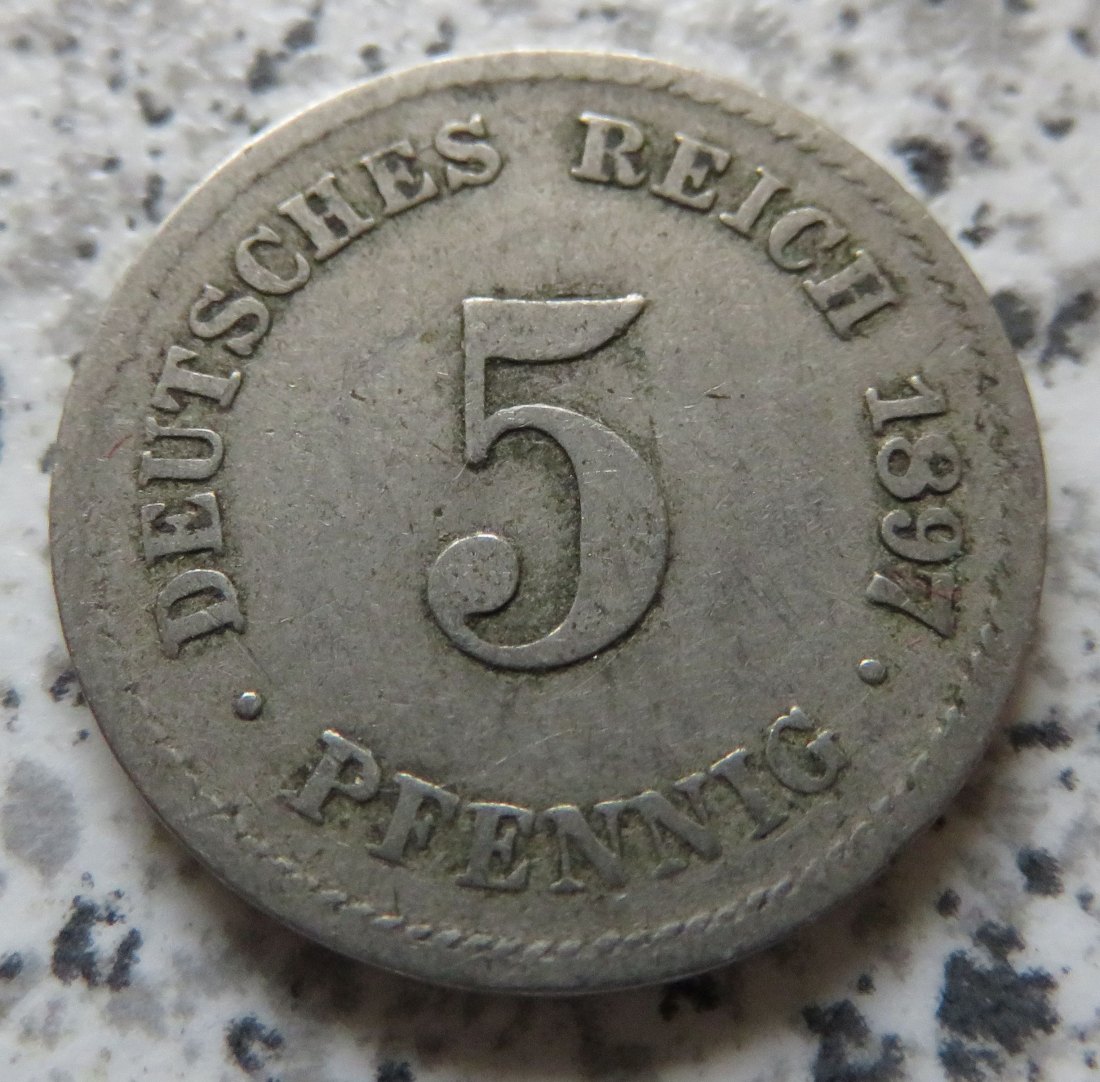 DEUTSCHES REICH 1897
5
· PFENNIG ·